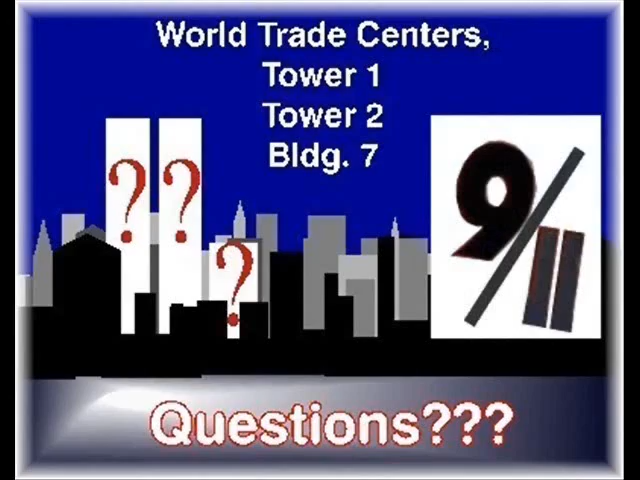 World Trade Centers,
Tower 1
Tower 2
Bldg. 7
? ?
?
9/11
Questions???